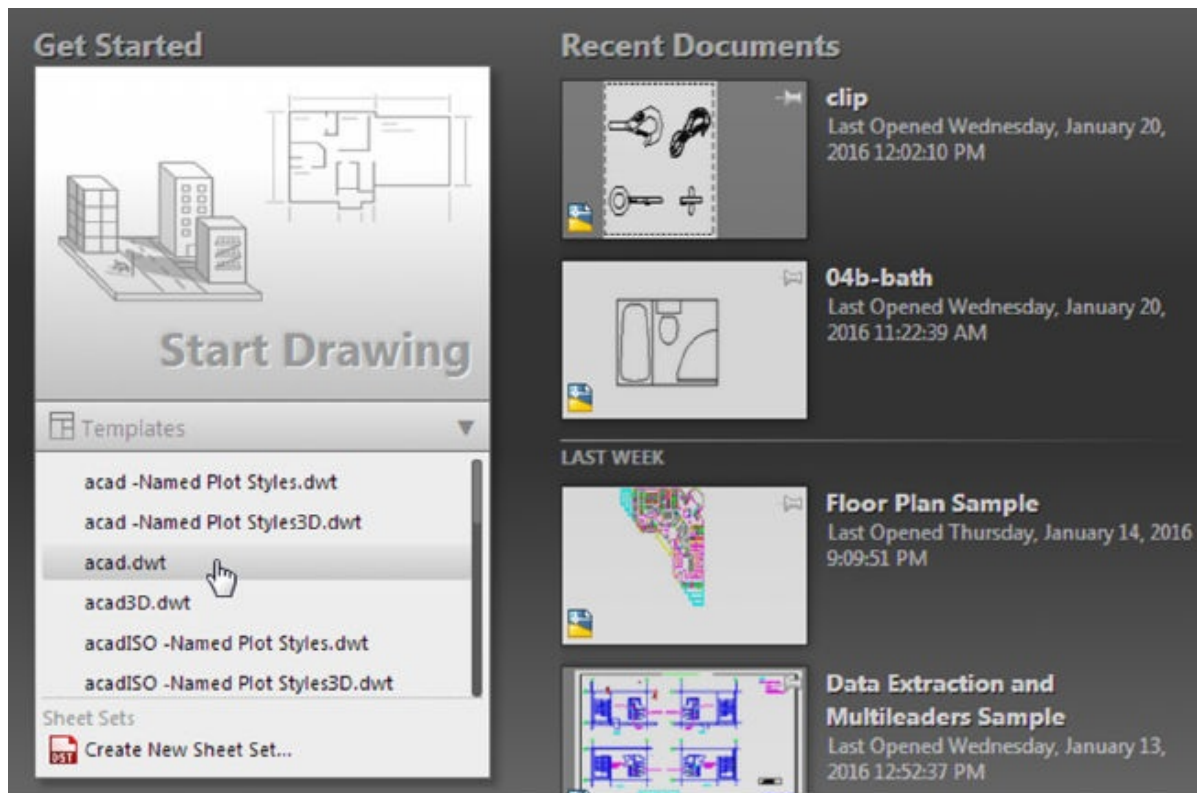 Get Started
Start Drawing
Templates
acad -Named Plot Styles.dwt
acad -Named Plot Styles3D.dwt
acad.dwt
acad3D.dwt
acadISO -Named Plot Styles.dwt
acadISO -Named Plot Styles3D.dwt
Sheet Sets
DST
Create New Sheet Set...
Recent Documents
clip
Last Opened Wednesday, January 20,
2016 12:02:10 PM
04b-bath
Last Opened Wednesday, January 20,
2016 11:22:39 AM
LAST WEEK
Floor Plan Sample
Last Opened Thursday, January 14, 2016
9:09:51 PM
Data Extraction and
Multileaders Sample
Last Opened Wednesday, January 13,
2016 12:52:37 PM